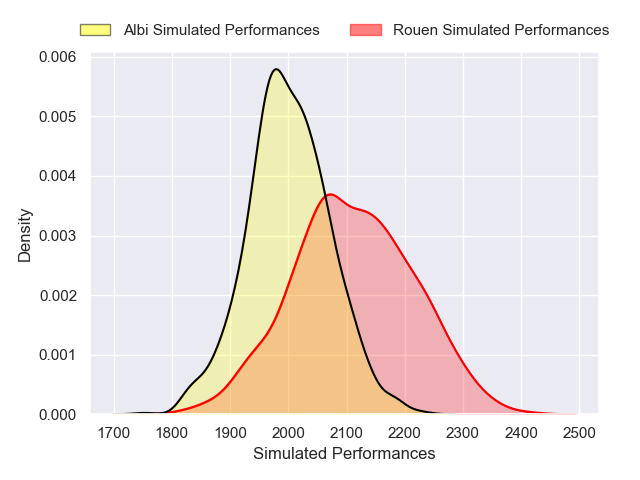 Albi Simulated Performances Rouen Simulated Performances
0.006
0.005
0.004
0.003
0.002
0.001
0.000
Density
1700 1800 1900 2000 2100 2200 2300 2400 2500
Simulated Performances